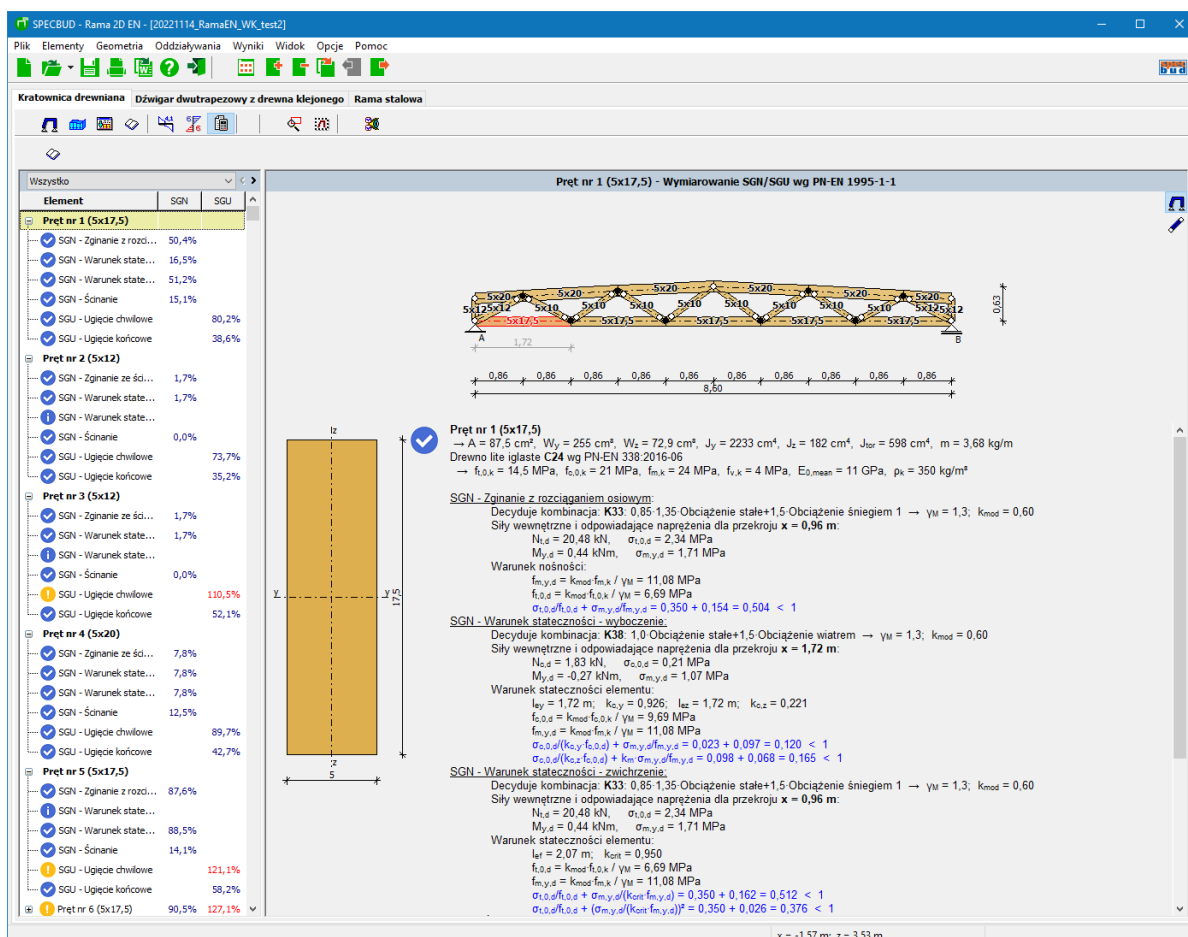 SPECBUD - Rama 2D EN - [20221114_RamaEN_WK_test2]
Plik Elementy Geometria Oddziaływania Wyniki Widok Opcje Pomoc
bud
Kratownica drewniana Dźwigar dwutrapezowy z drewna klejonego Rama stalowa
Wszystko
Element SGN SGU
Pręt nr 1 (5x17,5)
SGN - Zginanie z rozci... 50,4%
SGN - Warunek state... 16,5%
SGN - Warunek state... 51,2%
SGN - Ścinanie 15,1%
SGU - Ugięcie chwilowe 80,2%
SGU - Ugięcie końcowe 38,6%
Pręt nr 2 (5x12)
SGN - Zginanie ze ści... 1,7%
SGN - Warunek state... 1,7%
SGN - Warunek state...
SGN - Ścinanie 0,0%
SGU - Ugięcie chwilowe 73,7%
SGU - Ugięcie końcowe 35,2%
Pręt nr 3 (5x12)
SGN - Zginanie ze ści... 1,7%
SGN - Warunek state... 1,7%
SGN - Warunek state...
SGN - Ścinanie 0,0%
SGU - Ugięcie chwilowe 110,5%
SGU - Ugięcie końcowe 52,1%
Pręt nr 4 (5x20)
SGN - Zginanie ze ści... 7,8%
SGN - Warunek state... 7,8%
SGN - Warunek state... 7,8%
SGN - Ścinanie 12,5%
SGU - Ugięcie chwilowe 89,7%
SGU - Ugięcie końcowe 42,7%
Pręt nr 5 (5x17,5)
SGN - Zginanie z rozci... 87,6%
SGN - Warunek state...
SGN - Warunek state... 88,5%
SGN - Ścinanie 14,1%
SGU - Ugięcie chwilowe 121,1%
SGU - Ugięcie końcowe 58,2%
Pręt nr 6 (5x17,5) 90,5% 127,1%
Pręt nr 1 (5x17,5) - Wymiarowanie SGN/SGU wg PN-EN 1995-1-1
5x20 5x20 5x20 5x20 5x20 5x20
5x12 5x12 5x10 5x10 5x10 5x10 5x10 5x10 5x10 5x10 5x12 5x12
5x17,5 5x17,5 5x17,5 5x17,5 5x17,5
0,63
A B
1,72
0,86 0,86 0,86 0,86 0,86 0,86 0,86 0,86 0,86 0,86
8,60
z
y y
17,5
z
5
Pręt nr 1 (5x17,5)
→ A = 87,5 cm², Wy = 255 cm³, Wz = 72,9 cm³, Jy = 2233 cm⁴, Jz = 182 cm⁴, Jtor = 598 cm⁴, m = 3,68 kg/m
Drewno lite iglaste C24 wg PN-EN 338:2016-06
→ ft,0,k = 14,5 MPa, fc,0,k = 21 MPa, fm,k = 24 MPa, fv,k = 4 MPa, E0,mean = 11 GPa, ρk = 350 kg/m³
SGN - Zginanie z rozciąganiem osiowym:
Decyduje kombinacja: K33: 0,85·1,35·Obciążenie stałe+1,5·Obciążenie śniegiem 1 → γM = 1,3; kmod = 0,60
Siły wewnętrzne i odpowiadające naprężenia dla przekroju x = 0,96 m:
Nt,d = 20,48 kN, σt,0,d = 2,34 MPa
My,d = 0,44 kNm, σm,y,d = 1,71 MPa
Warunek nośności:
fm,y,d = kmod·fm,k / γM = 11,08 MPa
ft,0,d = kmod·ft,0,k / γM = 6,69 MPa
σt,0,d/ft,0,d + σm,y,d/fm,y,d = 0,350 + 0,154 = 0,504 < 1
SGN - Warunek stateczności - wyboczenie:
Decyduje kombinacja: K38: 1,0·Obciążenie stałe+1,5·Obciążenie wiatrem → γM = 1,3; kmod = 0,60
Siły wewnętrzne i odpowiadające naprężenia dla przekroju x = 1,72 m:
Nc,d = 1,83 kN, σc,0,d = 0,21 MPa
My,d = -0,27 kNm, σm,y,d = 1,07 MPa
Warunek stateczności elementu:
ley = 1,72 m; kc,y = 0,926; lez = 1,72 m; kc,z = 0,221
fc,0,d = kmod·fc,0,k / γM = 9,69 MPa
fm,y,d = kmod·fm,k / γM = 11,08 MPa
σc,0,d/(kc,y·fc,0,d) + σm,y,d/fm,y,d = 0,023 + 0,097 = 0,120 < 1
σc,0,d/(kc,z·fc,0,d) + km·σm,y,d/fm,y,d = 0,098 + 0,068 = 0,165 < 1
SGN - Warunek stateczności - zwichrzenie:
Decyduje kombinacja: K33: 0,85·1,35·Obciążenie stałe+1,5·Obciążenie śniegiem 1 → γM = 1,3; kmod = 0,60
Siły wewnętrzne i odpowiadające naprężenia dla przekroju x = 0,96 m:
Nt,d = 20,48 kN, σt,0,d = 2,34 MPa
My,d = 0,44 kNm, σm,y,d = 1,71 MPa
Warunek stateczności elementu:
lef = 2,07 m; kcrit = 0,950
ft,0,d = kmod·ft,0,k / γM = 6,69 MPa
fm,y,d = kmod·fm,k / γM = 11,08 MPa
σt,0,d/ft,0,d + σm,y,d/(kcrit·fm,y,d) = 0,350 + 0,162 = 0,512 < 1
σt,0,d/ft,0,d + (σm,y,d/(kcrit·fm,y,d))² = 0,350 + 0,026 = 0,376 < 1
x = -1,57 m; z = 3,53 m